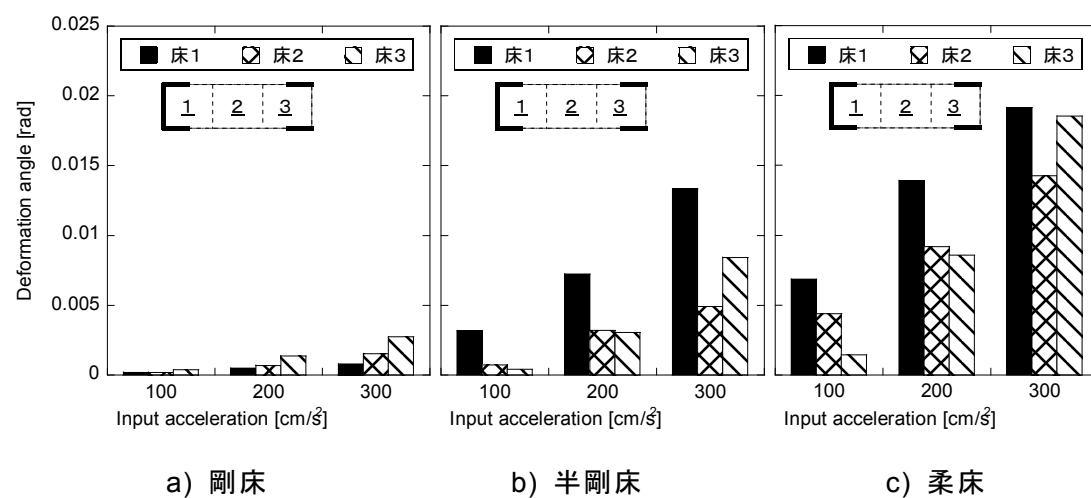 0.025
0.02
0.015
0.01
0.005
0
Deformation angle [rad]
床1 床2 床3
1 2 3
100 200 300
Input acceleration [cm/s²]
a) 剛床
床1 床2 床3
1 2 3
100 200 300
Input acceleration [cm/s²]
b) 半剛床
床1 床2 床3
1 2 3
100 200 300
Input acceleration [cm/s²]
c) 柔床